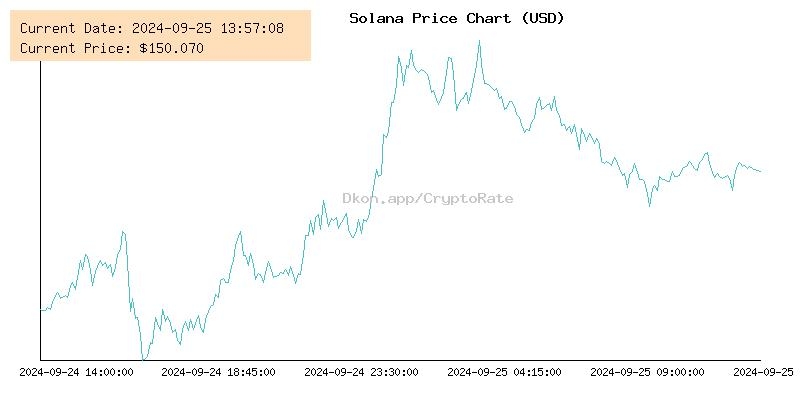 Solana Price Chart (USD)
Current Date: 2024-09-25 13:57:08
Current Price: $150.070
Dkon.app/CryptoRate
2024-09-24 14:00:00 2024-09-24 18:45:00 2024-09-24 23:30:00 2024-09-25 04:15:00 2024-09-25 09:00:00 2024-09-25